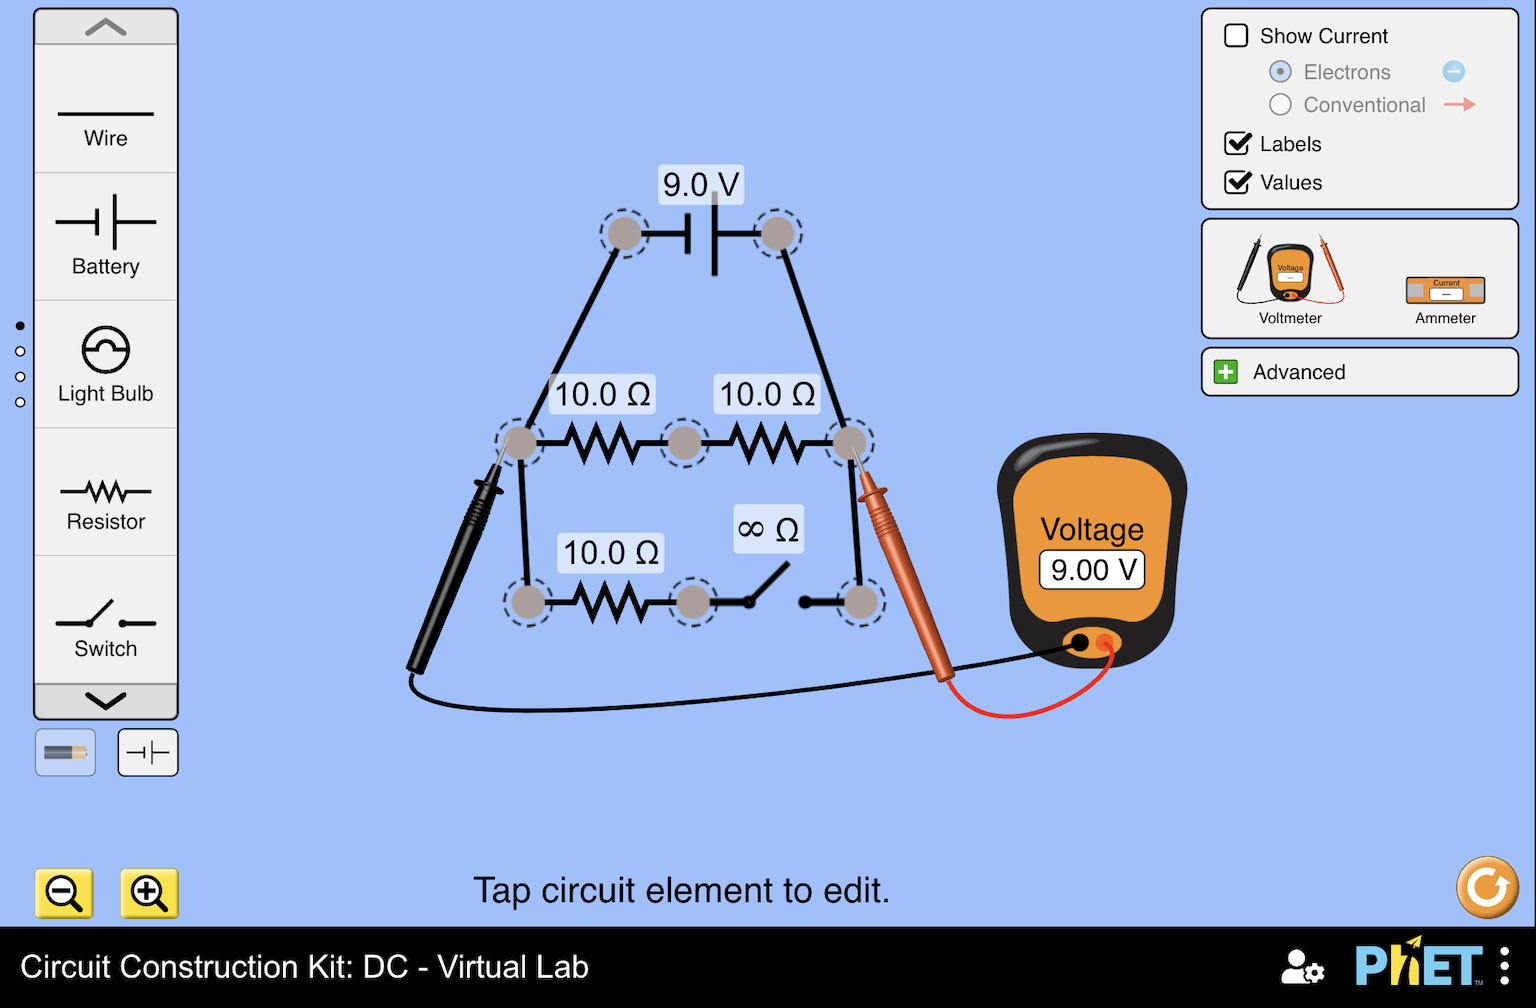 Wire
Battery
Light Bulb
Resistor
Switch
9.0 V
10.0 Ω
10.0 Ω
10.0 Ω
∞ Ω
Show Current
Electrons
Conventional
Labels
Values
Voltage
Current
Voltmeter
Ammeter
Advanced
Voltage
9.00 V
Tap circuit element to edit.
Circuit Construction Kit: DC - Virtual Lab
PhET